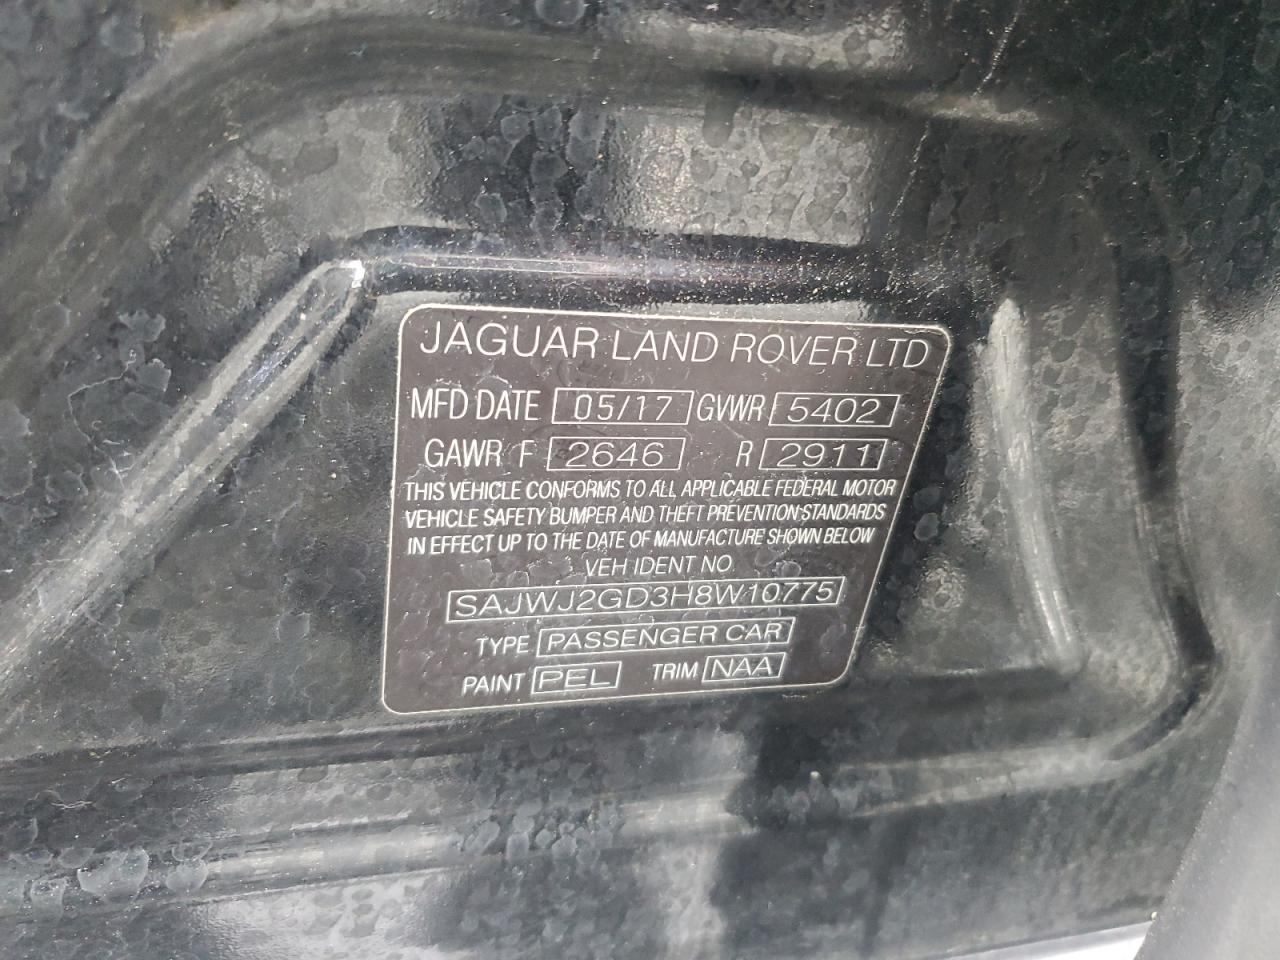 JAGUAR LAND ROVER LTD
MFD DATE 05/17 GVWR 5402
GAWR F 2646 R 2911
THIS VEHICLE CONFORMS TO ALL APPLICABLE FEDERAL MOTOR
VEHICLE SAFETY BUMPER AND THEFT PREVENTION STANDARDS
IN EFFECT UP TO THE DATE OF MANUFACTURE SHOWN BELOW
VEH IDENT NO
SAJWJ2GD3H8W10775
TYPE PASSENGER CAR
PAINT PEL TRIM NAA